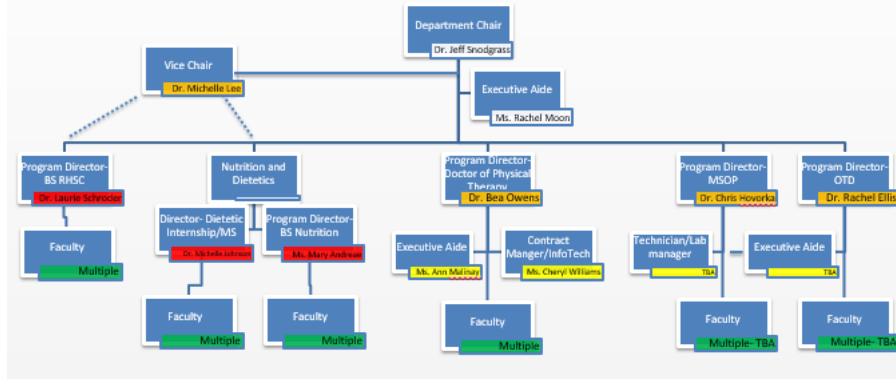 Department Chair
Dr. Jeff Snodgrass
Vice Chair
Dr. Michelle Lee
Executive Aide
Ms. Rachel Moon
Program Director-
BS RHSC
Dr. Laurie Schroder
Nutrition and
Dietetics
Program Director-
Doctor of Physical
Therapy
Dr. Bea Owens
Program Director-
MSOP
Dr. Chris Hovorka
Program Director-
OTD
Dr. Rachel Ellis
Director- Dietetic
Internship/MS
Dr. Michelle Johnson
Program Director-
BS Nutrition
Ms. Mary Andreae
Faculty
Multiple
Executive Aide
Ms. Ann Malinay
Contract
Manger/InfoTech
Ms. Cheryl Williams
Technician/Lab
manager
TBA
Executive Aide
TBA
Faculty
Multiple
Faculty
Multiple
Faculty
Multiple
Faculty
Multiple- TBA
Faculty
Multiple- TBA